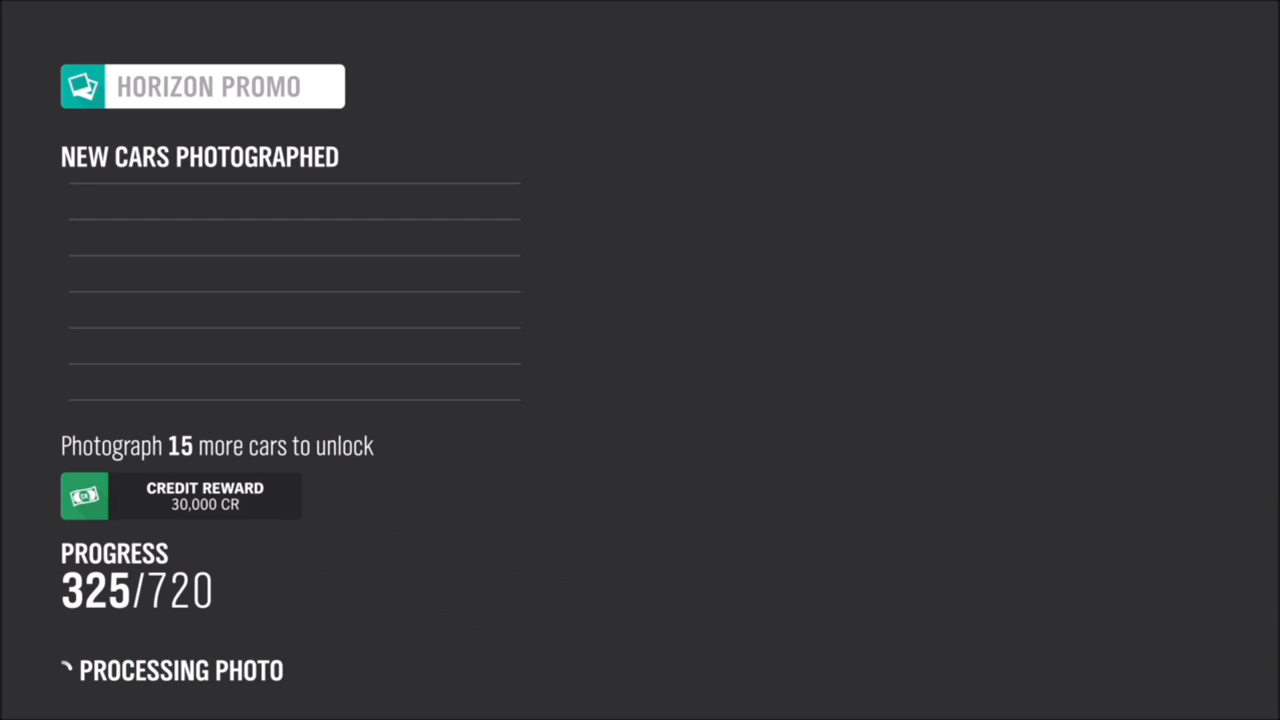 HORIZON PROMO
NEW CARS PHOTOGRAPHED
Photograph 15 more cars to unlock
CREDIT REWARD
30,000 CR
PROGRESS
325/720
PROCESSING PHOTO